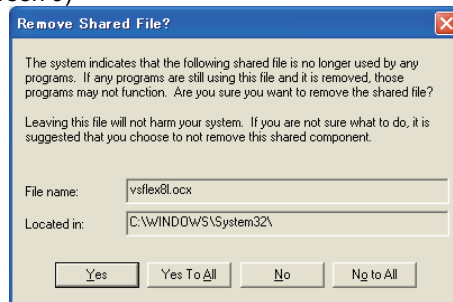 Remove Shared File?
The system indicates that the following shared file is no longer used by any
programs. If any programs are still using this file and it is removed, those
programs may not function. Are you sure you want to remove the shared file?
Leaving this file will not harm your system. If you are not sure what to do, it is
suggested that you choose to not remove this shared component.
File name: vsflex8l.ocx
Located in: C:\WINDOWS\System32\
Yes Yes To All No No to All